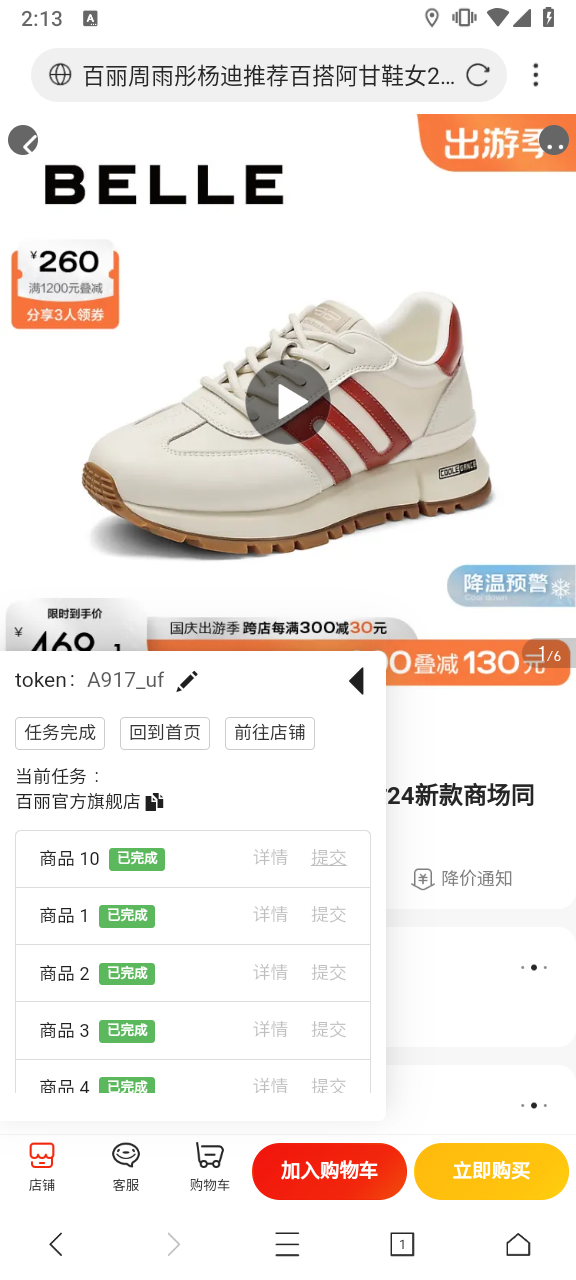 2:13
A
百丽周雨彤杨迪推荐百搭阿甘鞋女2...
出游季
BELLE
¥260
满1200元叠减
分享3人领券
COOLEGANCE
降温预警
Cool down
限时到手价
国庆出游季 跨店每满300减30元
¥
1/6
0叠减130元
token: A917_uf
任务完成 回到首页 前往店铺
当前任务：
百丽官方旗舰店
24新款商场同
商品 10 已完成 详情 提交
降价通知
商品 1 已完成 详情 提交
商品 2 已完成 详情 提交
商品 3 已完成 详情 提交
商品 4 已完成 详情 提交
店铺 客服 购物车 加入购物车 立即购买
1